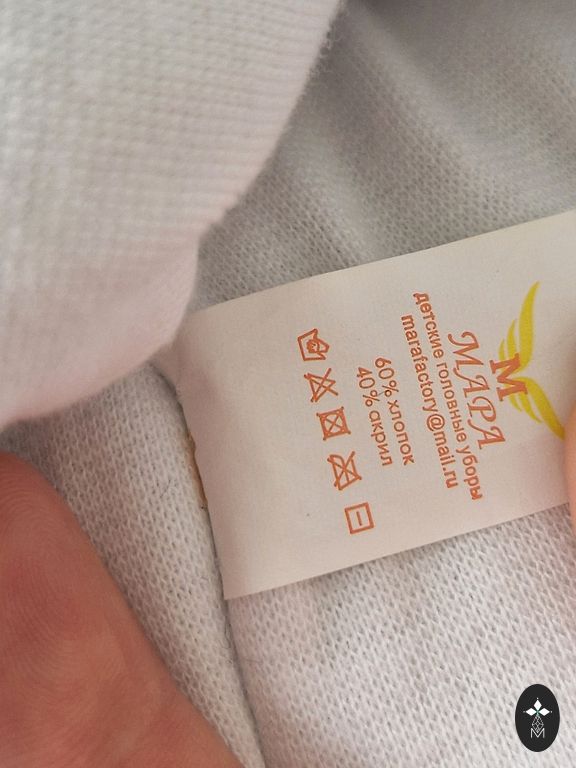 М
МАРА
детские головные уборы
marafactory@mail.ru
60% хлопок
40% акрил
M